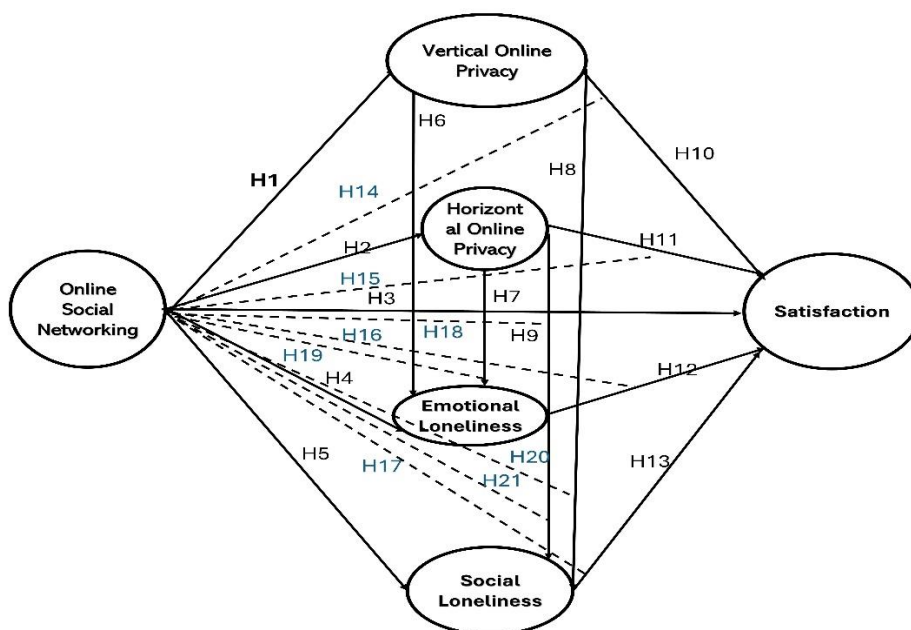 Vertical Online
Privacy
H6
H10
H8
H1
H14
Horizont
al Online
Privacy
H2
H11
H15
Online
Social
Networking
H3
H7
Satisfaction
H16
H18
H9
H19
H4
H12
Emotional
Loneliness
H5
H17
H20
H21
H13
Social
Loneliness